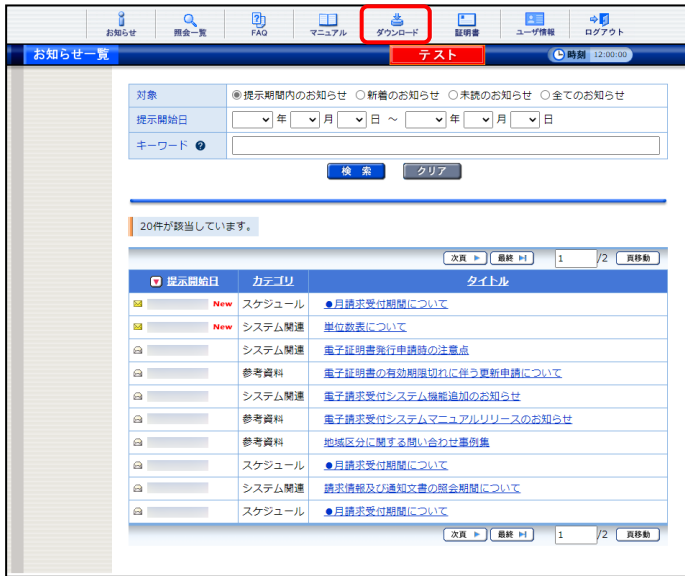 お知らせ 照会一覧 FAQ マニュアル ダウンロード 証明書 ユーザ情報 ログアウト
お知らせ一覧 テスト 時刻 12:00:00
対象 提示期間内のお知らせ 新着のお知らせ 未読のお知らせ 全てのお知らせ
提示開始日 年 月 日 ～ 年 月 日
キーワード ?
検 索 クリア
20件が該当しています。
次頁 最終 1 /2 頁移動
提示開始日 カテゴリ タイトル
New スケジュール ●月請求受付期間について
New システム関連 単位数表について
システム関連 電子証明書発行申請時の注意点
参考資料 電子証明書の有効期限切れに伴う更新申請について
システム関連 電子請求受付システム機能追加のお知らせ
参考資料 電子請求受付システムマニュアルリリースのお知らせ
参考資料 地域区分に関する問い合わせ事例集
スケジュール ●月請求受付期間について
システム関連 請求情報及び通知文書の照会期間について
スケジュール ●月請求受付期間について
次頁 最終 1 /2 頁移動